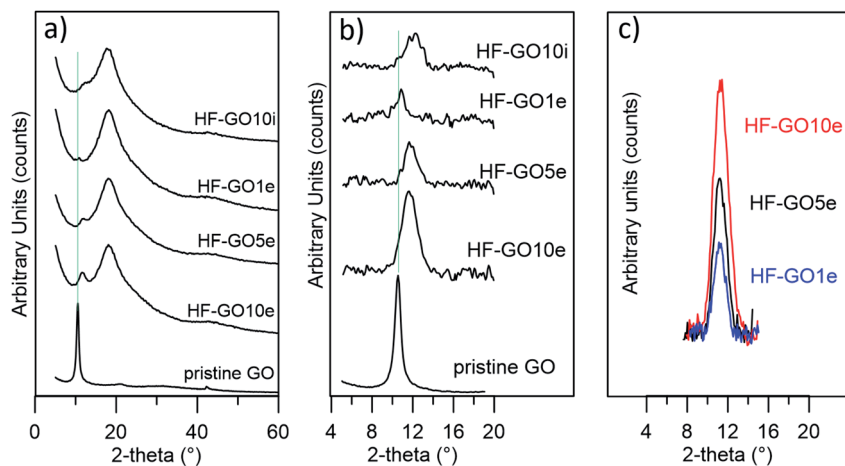 a)
Arbitrary Units (counts)
HF-GO10i
HF-GO1e
HF-GO5e
HF-GO10e
pristine GO
0 20 40 60
2-theta (°)
b)
Arbitrary Units (counts)
HF-GO10i
HF-GO1e
HF-GO5e
HF-GO10e
pristine GO
4 8 12 16 20
2-theta (°)
c)
Arbitrary units (counts)
HF-GO10e
HF-GO5e
HF-GO1e
4 8 12 16 20
2-theta (°)